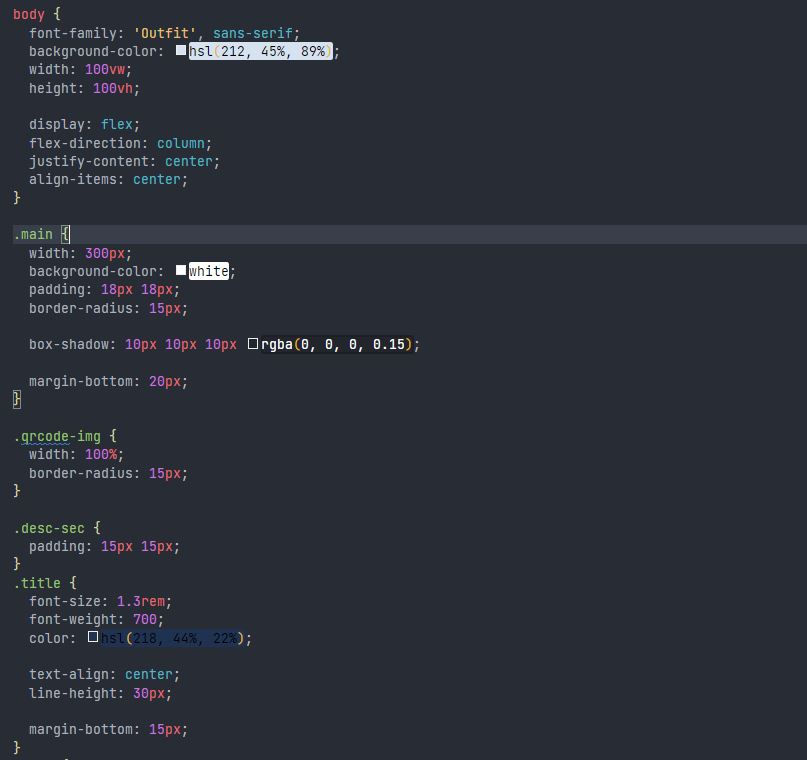 body {
font-family: 'Outfit', sans-serif;
background-color: hsl(212, 45%, 89%);
width: 100vw;
height: 100vh;
display: flex;
flex-direction: column;
justify-content: center;
align-items: center;
}
.main {
width: 300px;
background-color: white;
padding: 18px 18px;
border-radius: 15px;
box-shadow: 10px 10px 10px rgba(0, 0, 0, 0.15);
margin-bottom: 20px;
}
.qrcode-img {
width: 100%;
border-radius: 15px;
}
.desc-sec {
padding: 15px 15px;
}
.title {
font-size: 1.3rem;
font-weight: 700;
color: hsl(218, 44%, 22%);
text-align: center;
line-height: 30px;
margin-bottom: 15px;
}